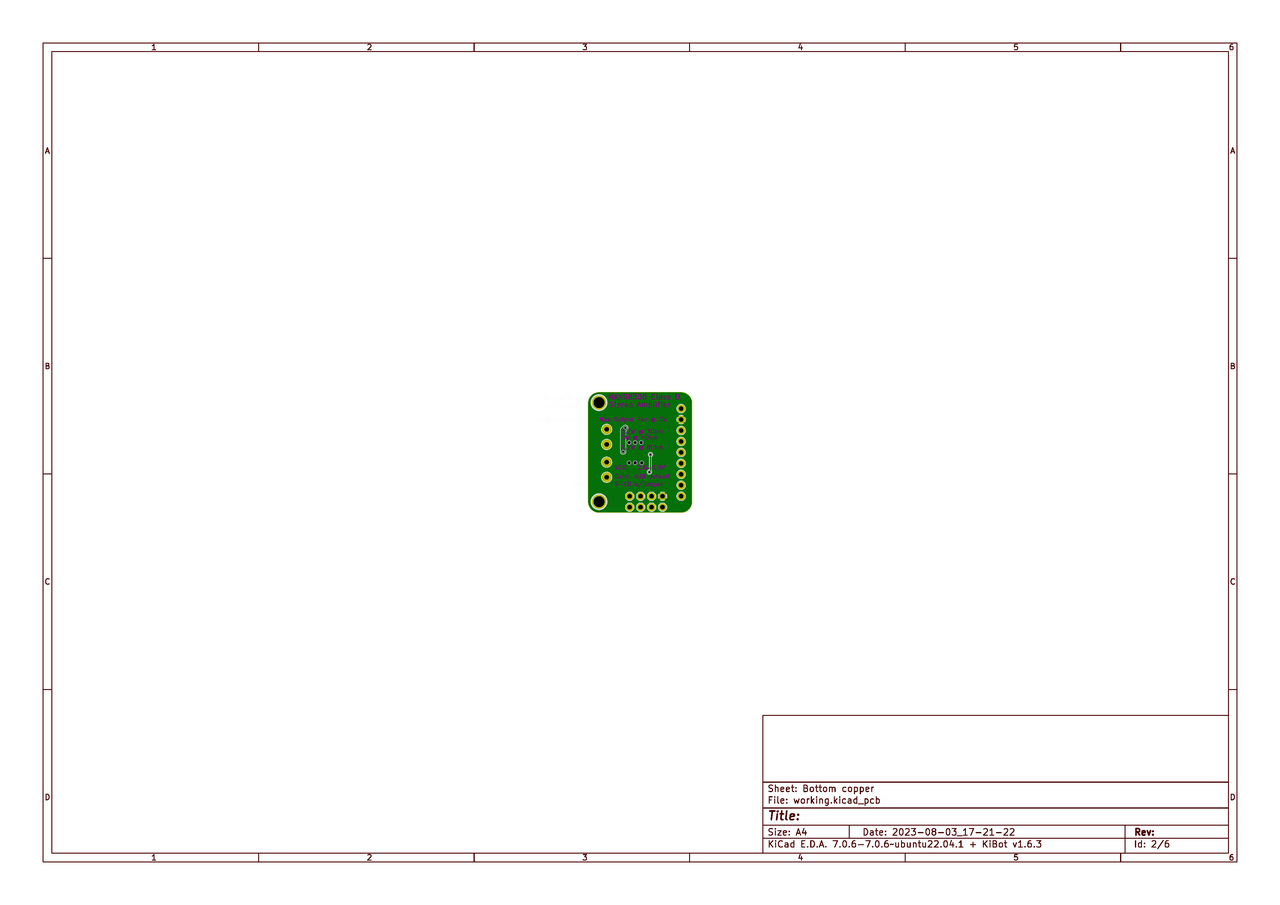 1 2 3 4 5 6
A A
B B
C C
D D
Sheet: Bottom copper
File: working.kicad_pcb
Title:
Size: A4 Date: 2023-08-03_17-21-22 Rev:
KiCad E.D.A. 7.0.6-7.0.6~ubuntu22.04.1 + KiBot v1.6.3 Id: 2/6
1 2 3 4 5 6